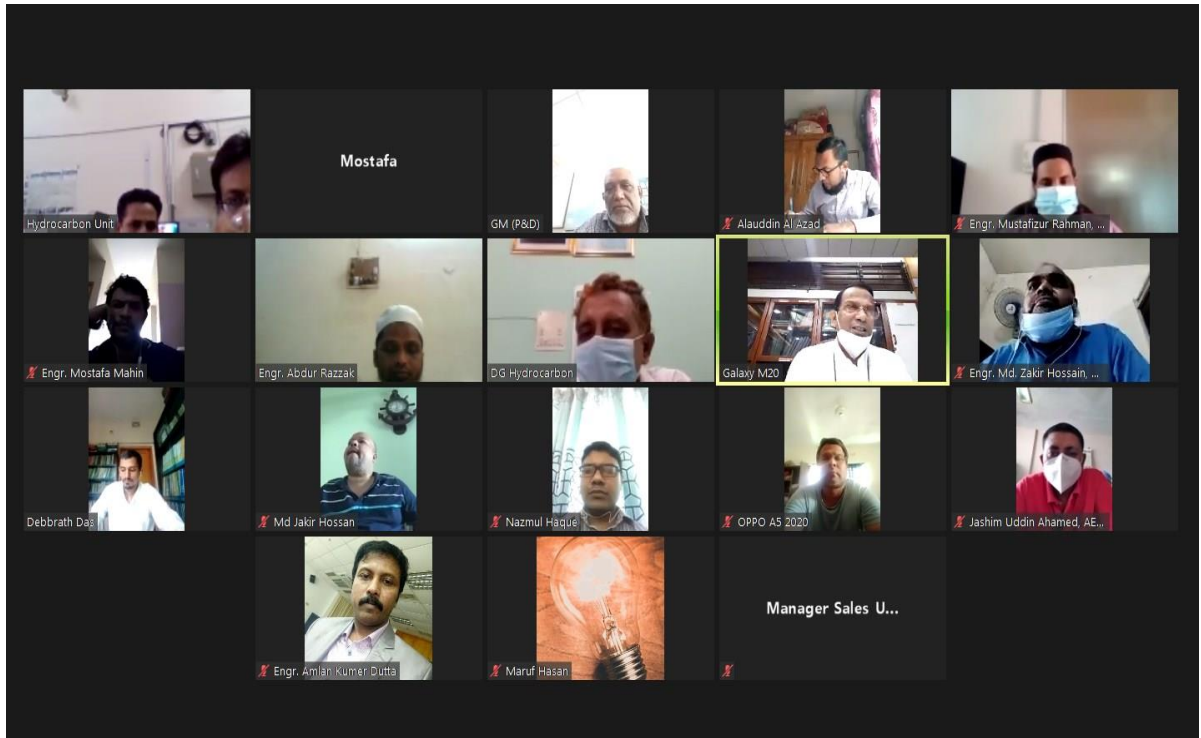 Hydrocarbon Unit
Mostafa
GM (P&D)
Alauddin Al Azad
Engr. Mustafizur Rahman, ...
Engr. Mostafa Mahin
Engr. Abdur Razzak
DG Hydrocarbon
Galaxy M20
Engr. Md. Zakir Hossain, ...
Debbrath Das
Md Jakir Hossan
Nazmul Haque
OPPO A5 2020
Jashim Uddin Ahamed, AE...
Engr. Amlan Kumer Dutta
Maruf Hasan
Manager Sales U...